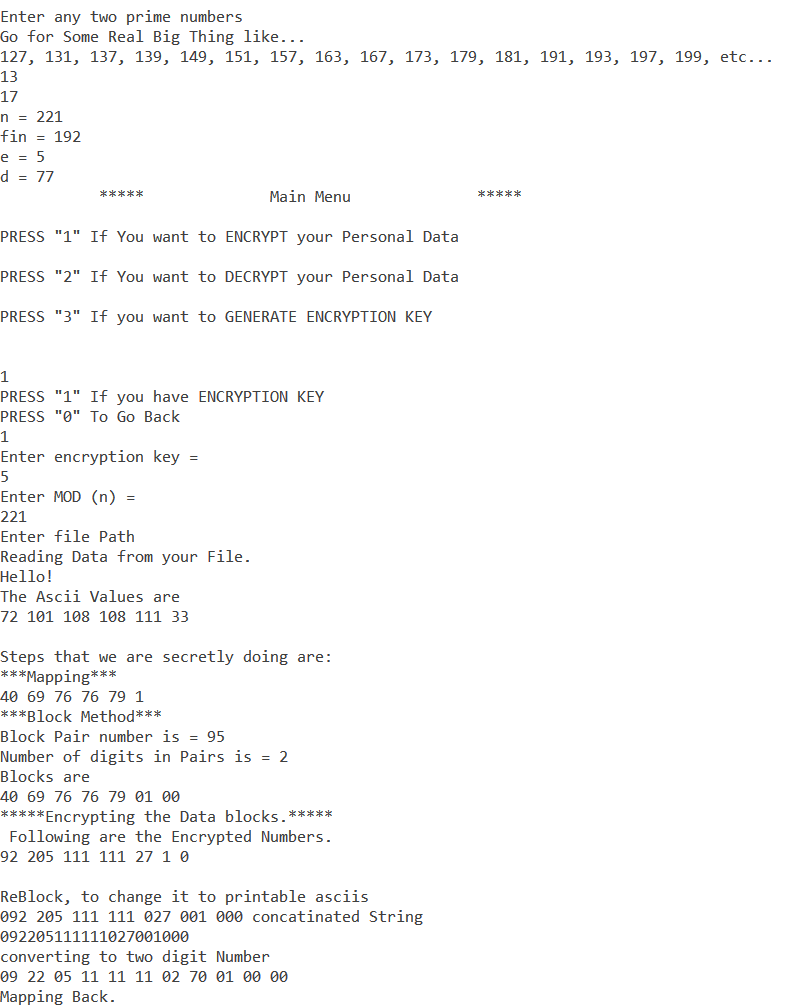 Enter any two prime numbers
Go for Some Real Big Thing like...
127, 131, 137, 139, 149, 151, 157, 163, 167, 173, 179, 181, 191, 193, 197, 199, etc...
13
17
n = 221
fin = 192
e = 5
d = 77
***** Main Menu *****
PRESS "1" If You want to ENCRYPT your Personal Data
PRESS "2" If You want to DECRYPT your Personal Data
PRESS "3" If you want to GENERATE ENCRYPTION KEY
1
PRESS "1" If you have ENCRYPTION KEY
PRESS "0" To Go Back
1
Enter encryption key =
5
Enter MOD (n) =
221
Enter file Path
Reading Data from your File.
Hello!
The Ascii Values are
72 101 108 108 111 33
Steps that we are secretly doing are:
***Mapping***
40 69 76 76 79 1
***Block Method***
Block Pair number is = 95
Number of digits in Pairs is = 2
Blocks are
40 69 76 76 79 01 00
*****Encrypting the Data blocks.*****
Following are the Encrypted Numbers.
92 205 111 111 27 1 0
ReBlock, to change it to printable asciis
092 205 111 111 027 001 000 concatinated String
092205111111027001000
converting to two digit Number
09 22 05 11 11 11 02 70 01 00 00
Mapping Back.